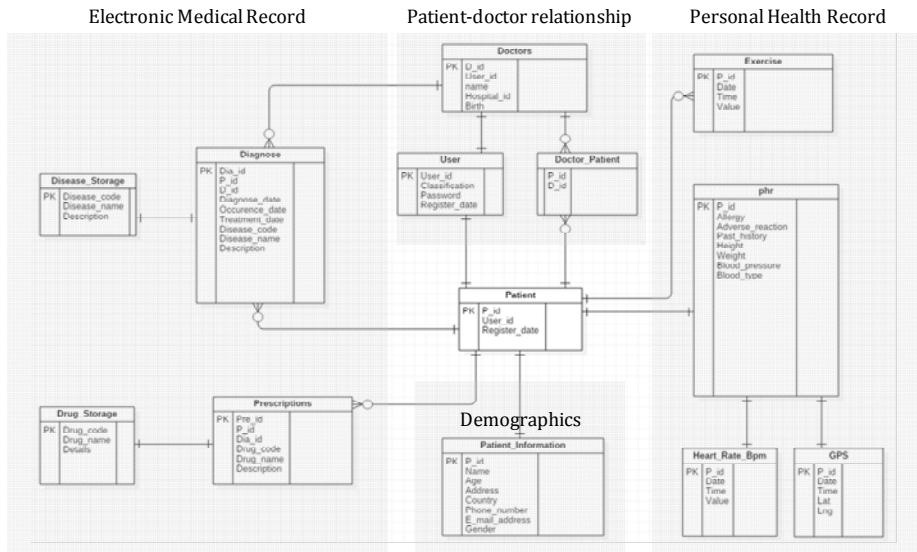 Electronic Medical Record
Patient-doctor relationship
Personal Health Record
Doctors
PK
D_id
User_id
name
Hospital_id
Birth
Exercise
PK
P_id
Date
Time
Value
Diagnose
PK
Dia_id
P_id
D_id
Diagnose_date
Occurence_date
Treatment_date
Disease_code
Disease_name
Description
User
PK
User_id
Classification
Password
Register_date
Doctor_Patient
P_id
D_id
Disease_Storage
PK
Disease_code
Disease_name
Description
phr
PK
P_id
Allergy
Adverse_reaction
Past_history
Height
Weight
Blood_pressure
Blood_type
Patient
PK
P_id
User_id
Register_date
Prescriptions
PK
Pre_id
P_id
Dia_id
Drug_code
Drug_name
Description
Drug_Storage
PK
Drug_code
Drug_name
Details
Demographics
Patient_Information
PK
P_id
Name
Age
Address
Country
Phone_number
E_mail_address
Gender
Heart_Rate_Bpm
PK
P_id
Date
Time
Value
GPS
PK
P_id
Date
Time
Lat
Lng